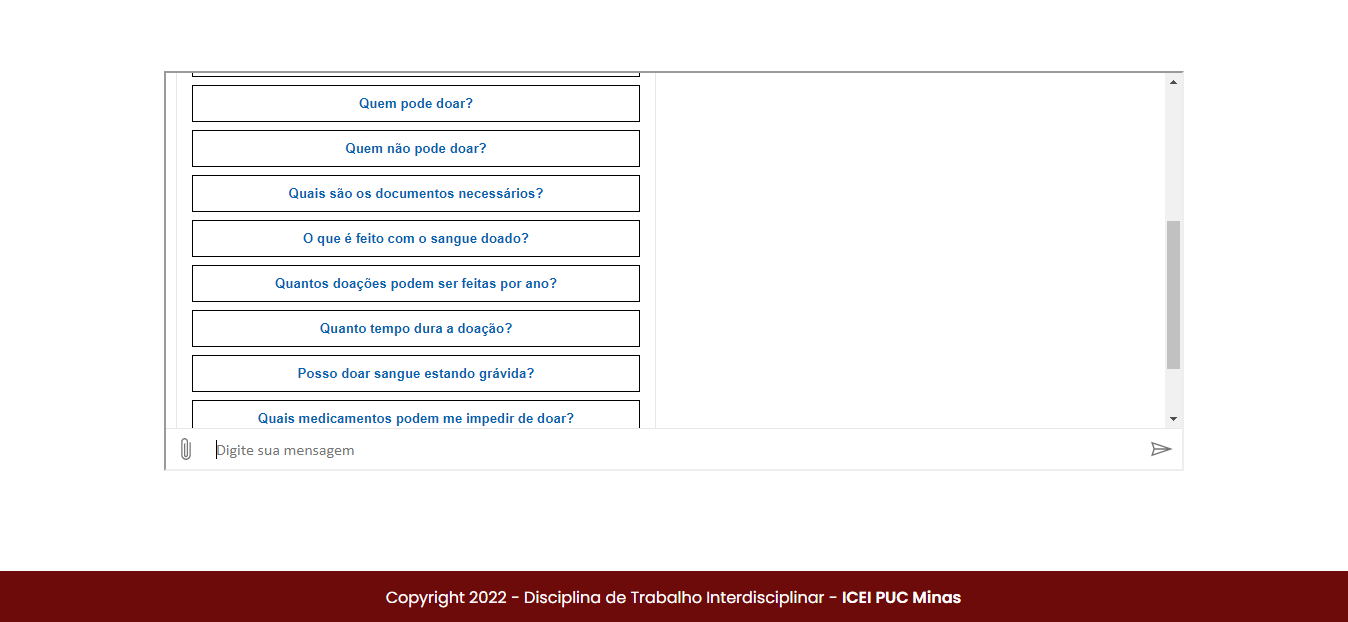 Quem pode doar?
Quem não pode doar?
Quais são os documentos necessários?
O que é feito com o sangue doado?
Quantos doações podem ser feitas por ano?
Quanto tempo dura a doação?
Posso doar sangue estando grávida?
Quais medicamentos podem me impedir de doar?
Digite sua mensagem
Copyright 2022 - Disciplina de Trabalho Interdisciplinar - ICEI PUC Minas